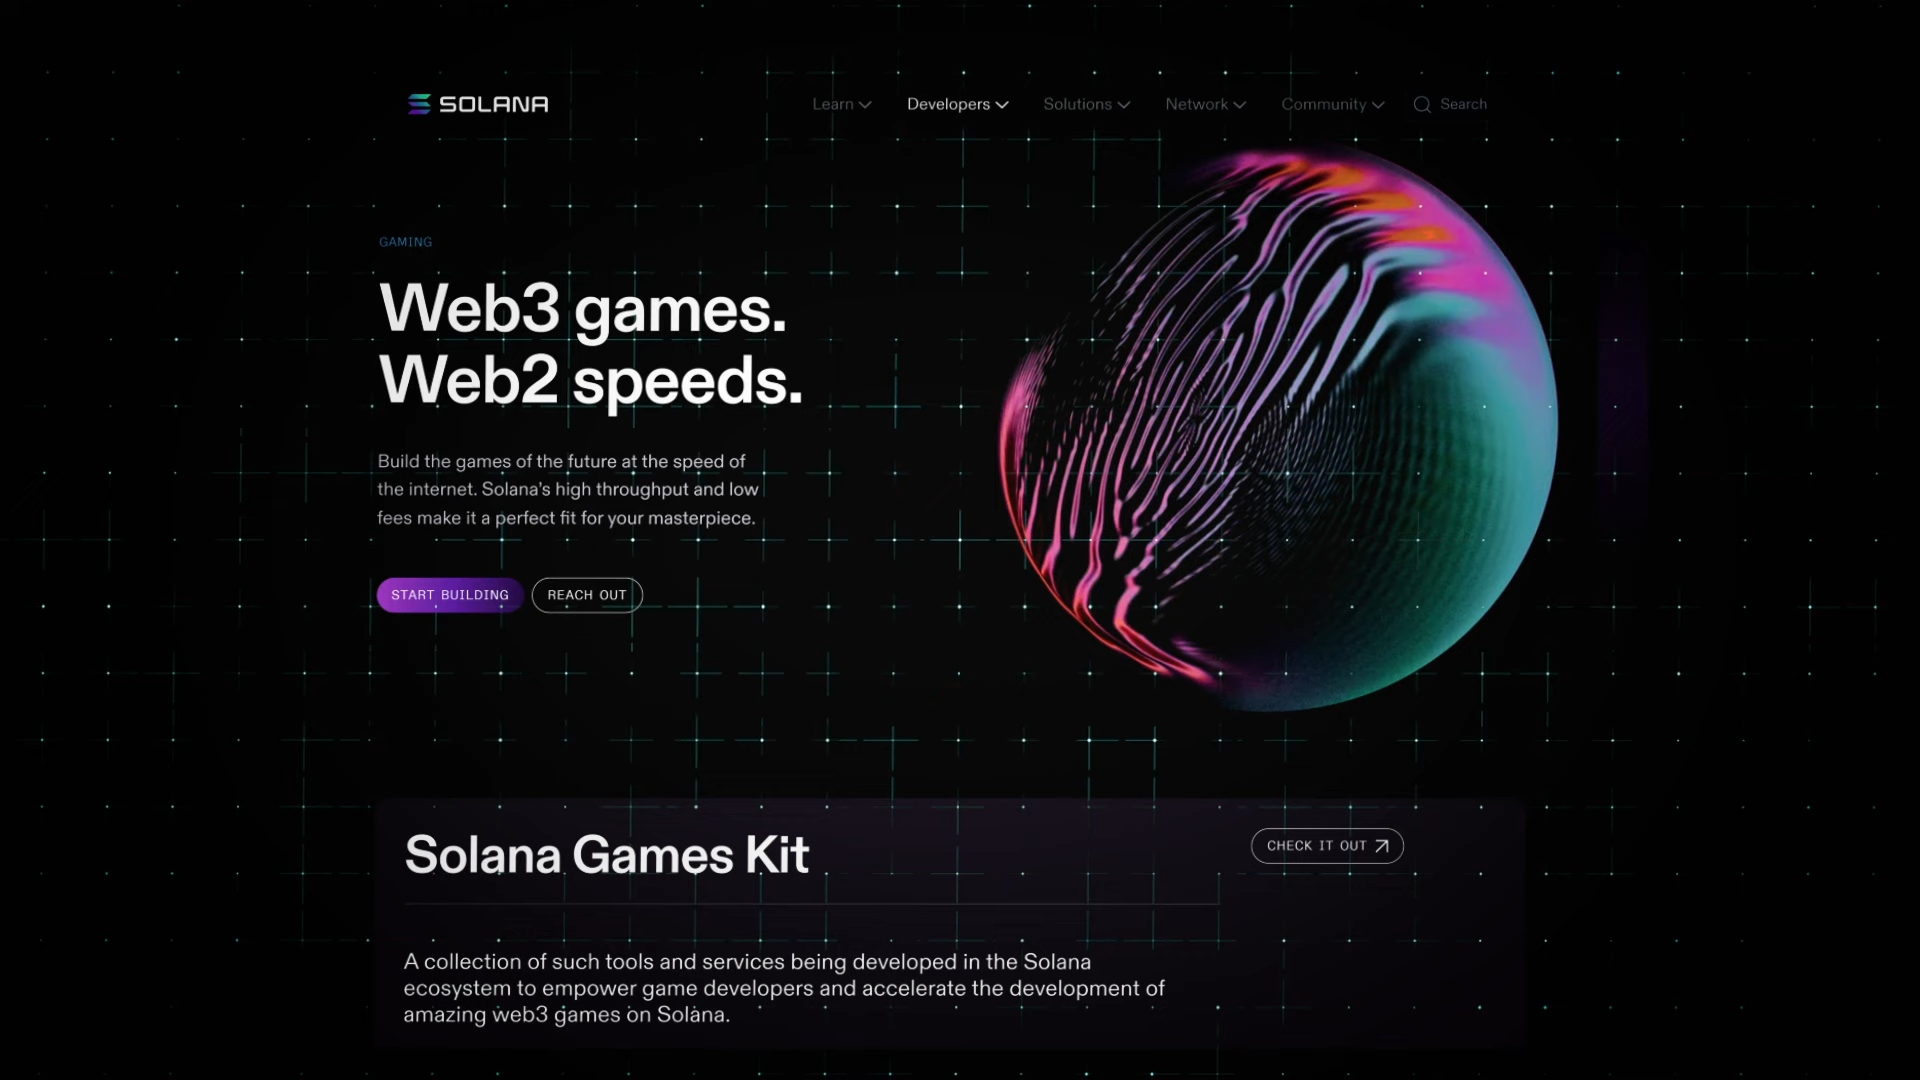 SOLANA
Learn
Developers
Solutions
Network
Community
Search
GAMING
Web3 games.
Web2 speeds.
Build the games of the future at the speed of
the internet. Solana's high throughput and low
fees make it a perfect fit for your masterpiece.
START BUILDING
REACH OUT
Solana Games Kit
CHECK IT OUT
A collection of such tools and services being developed in the Solana
ecosystem to empower game developers and accelerate the development of
amazing web3 games on Solana.